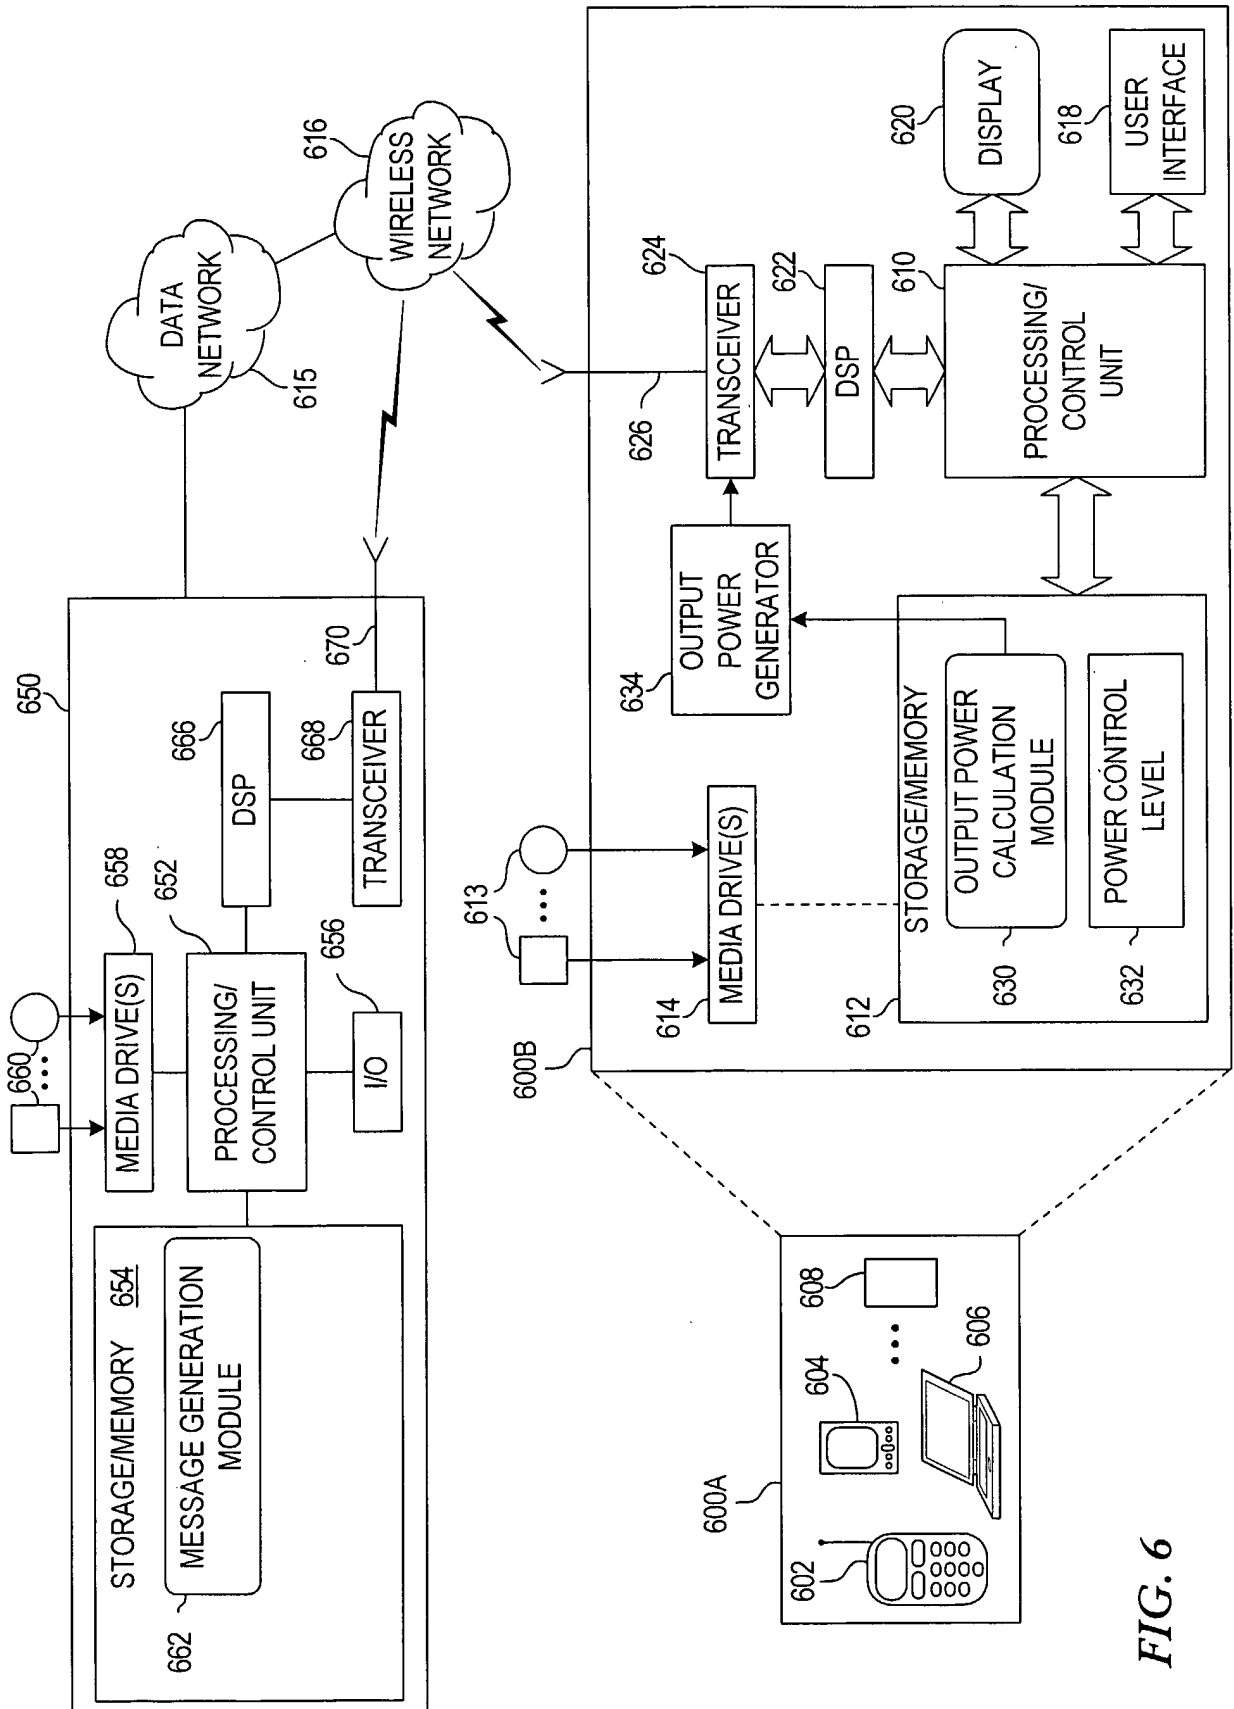 650
STORAGE/MEMORY 654
MESSAGE GENERATION
MODULE
662
660
MEDIA DRIVE(S)
658
PROCESSING/
CONTROL UNIT
652
I/O
656
DSP
666
TRANSCEIVER
668
670
DATA
NETWORK
615
WIRELESS
NETWORK
616
600A
602
604
606
608
600B
613
MEDIA DRIVE(S)
614
STORAGE/MEMORY
612
OUTPUT POWER
CALCULATION
MODULE
630
POWER CONTROL
LEVEL
632
OUTPUT
POWER
GENERATOR
634
626
TRANSCEIVER
624
DSP
622
PROCESSING/
CONTROL
UNIT
610
DISPLAY
620
USER
INTERFACE
618
FIG. 6